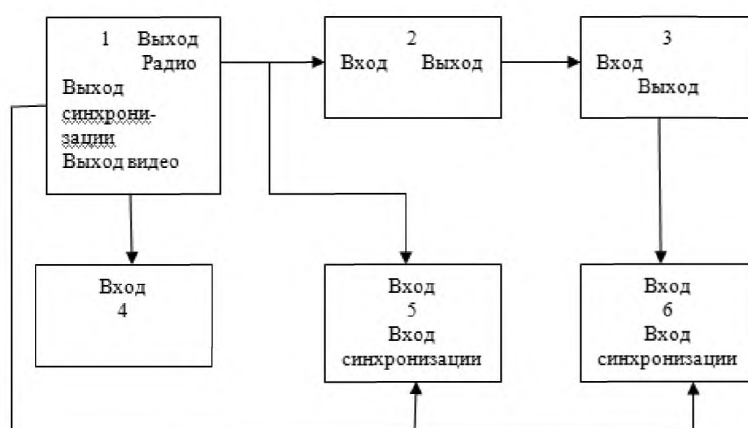 1 Выход
Радио
Выход
синхрони-
зации
Выход видео
2
Вход Выход
3
Вход
Выход
Вход
4
Вход
5
Вход
синхронизации
Вход
6
Вход
синхронизации